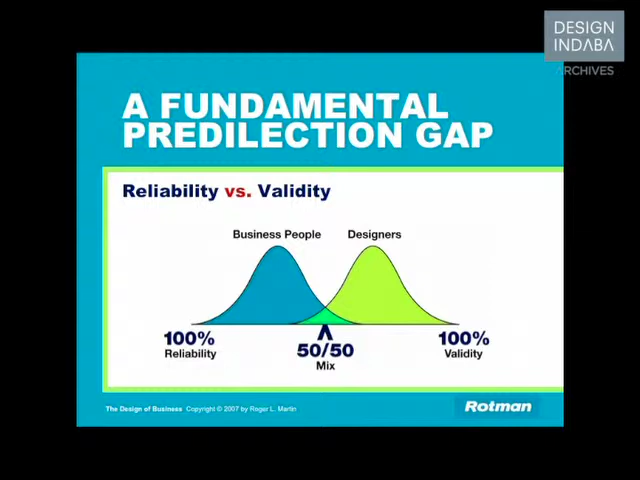 DESIGN
INDABA
ARCHIVES
A FUNDAMENTAL
PREDILECTION GAP
Reliability vs. Validity
Business People
Designers
100%
Reliability
50/50
Mix
100%
Validity
The Design of Business Copyright © 2007 by Roger L. Martin
Rotman